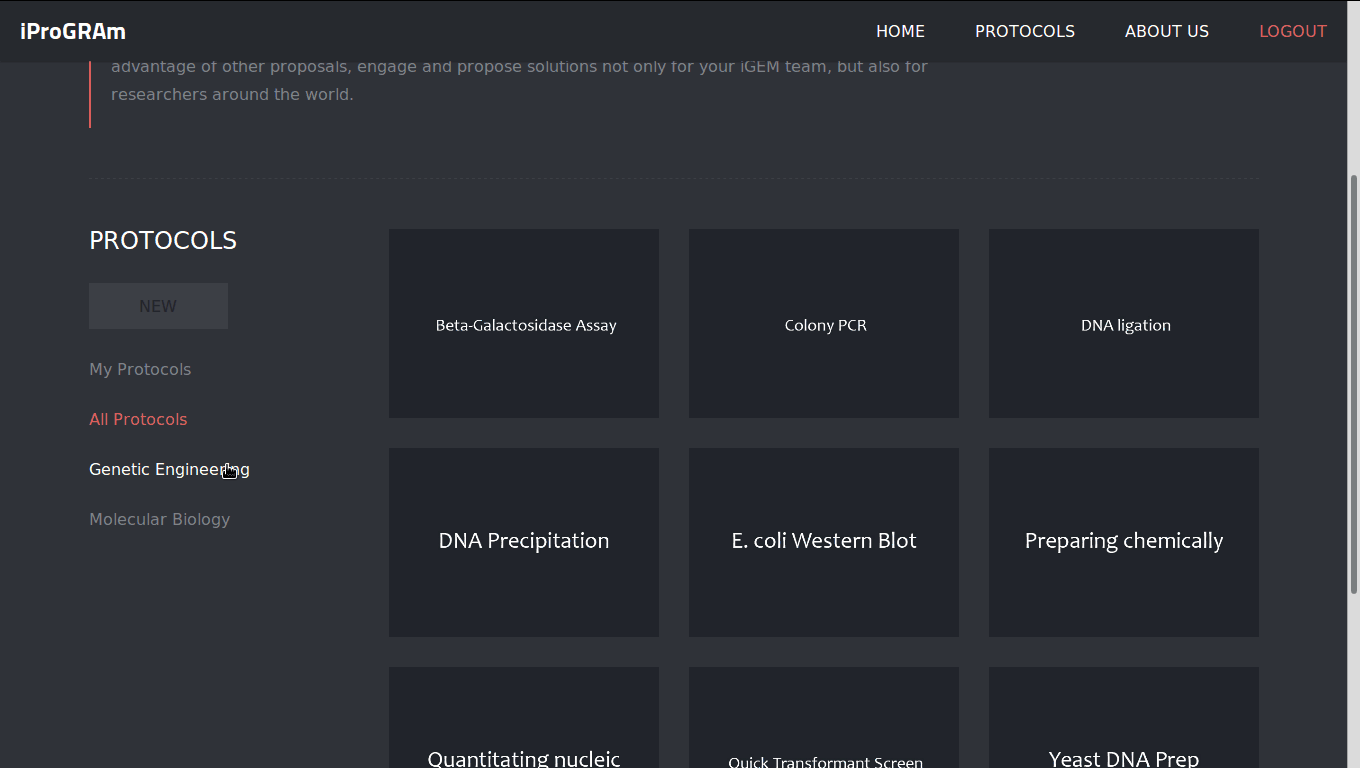 iProGRAm
HOME
PROTOCOLS
ABOUT US
LOGOUT
advantage of other proposals, engage and propose solutions not only for your iGEM team, but also for
researchers around the world.
PROTOCOLS
NEW
My Protocols
All Protocols
Genetic Engineering
Molecular Biology
Beta-Galactosidase Assay
Colony PCR
DNA ligation
DNA Precipitation
E. coli Western Blot
Preparing chemically
Quantitating nucleic
Quick Transformant Screen
Yeast DNA Prep